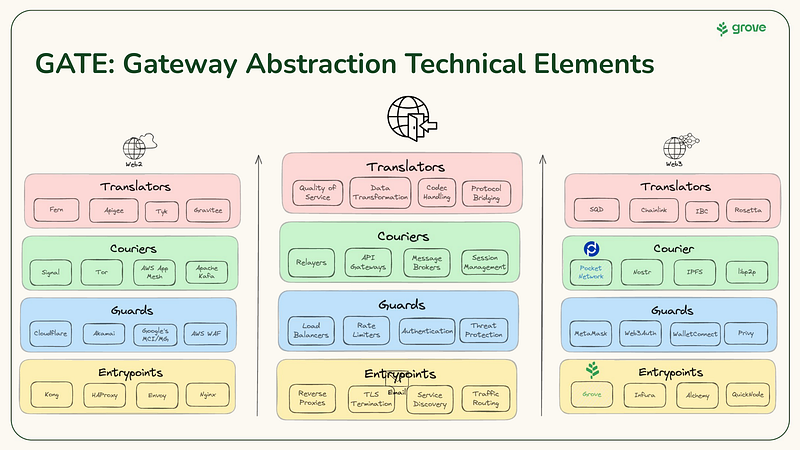 grove
GATE: Gateway Abstraction Technical Elements
Web2
Translators
Fern
Apigee
Tyk
Gravitee
Couriers
Signal
Tor
AWS App
Mesh
Apache
Kafa
Guards
Cloudflare
Akamai
Google's
MCI/MG
AWS WAF
Entrypoints
Kong
HAProxy
Envoy
Nginx
Translators
Quality of
Service
Data
Transformation
Codec
Handling
Protocol
Bridging
Couriers
Relayers
API
Gateways
Message
Brokers
Session
Management
Guards
Load
Balancers
Rate
Limiters
Authentication
Threat
Protection
Entrypoints
Email
Reverse
Proxies
TLS
Termination
Service
Discovery
Traffic
Routing
Web3
Translators
SQD
Chainlink
IBC
Rosetta
Courier
Pocket
Network
Nostr
IPFS
libp2p
Guards
MetaMask
Web3Auth
WalletConnect
Privy
Entrypoints
Grove
Infura
Alchemy
QuickNode